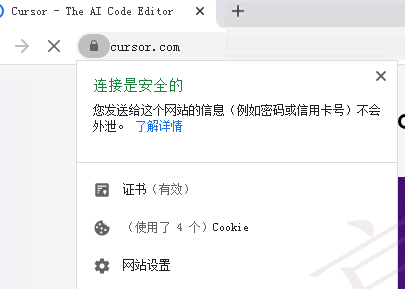 Cursor - The AI Code Editor
cursor.com
连接是安全的
您发送给这个网站的信息（例如密码或信用卡号）不会
外泄。 了解详情
证书（有效）
（使用了 4 个）Cookie
网站设置